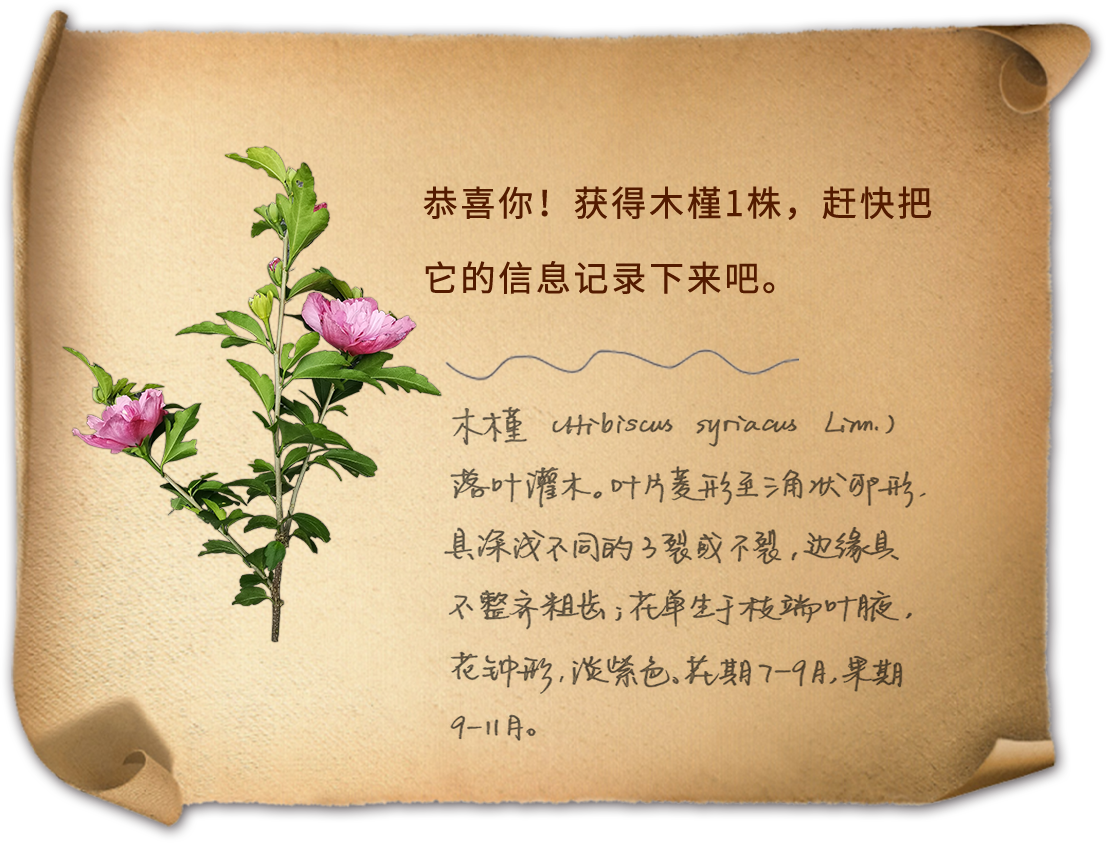 恭喜你！获得木槿1株，赶快把
它的信息记录下来吧。
木槿 (Hibiscus syriacus Linn.)
落叶灌木。叶片菱形至三角状卵形，
具深浅不同的3裂或不裂，边缘具
不整齐粗齿；花单生于枝端叶腋，
花钟形，淡紫色。花期7-9月，果期
9-11月。